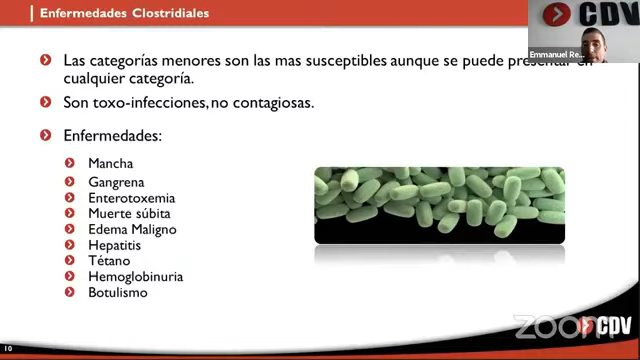 Enfermedades Clostridiales
CDV
Emmanuel Re...
Las categorías menores son las mas susceptibles aunque se puede presentar en
cualquier categoría.
Son toxo-infecciones, no contagiosas.
Enfermedades:
Mancha
Gangrena
Enterotoxemia
Muerte súbita
Edema Maligno
Hepatitis
Tétano
Hemoglobinuria
Botulismo
zoom
CDV
10